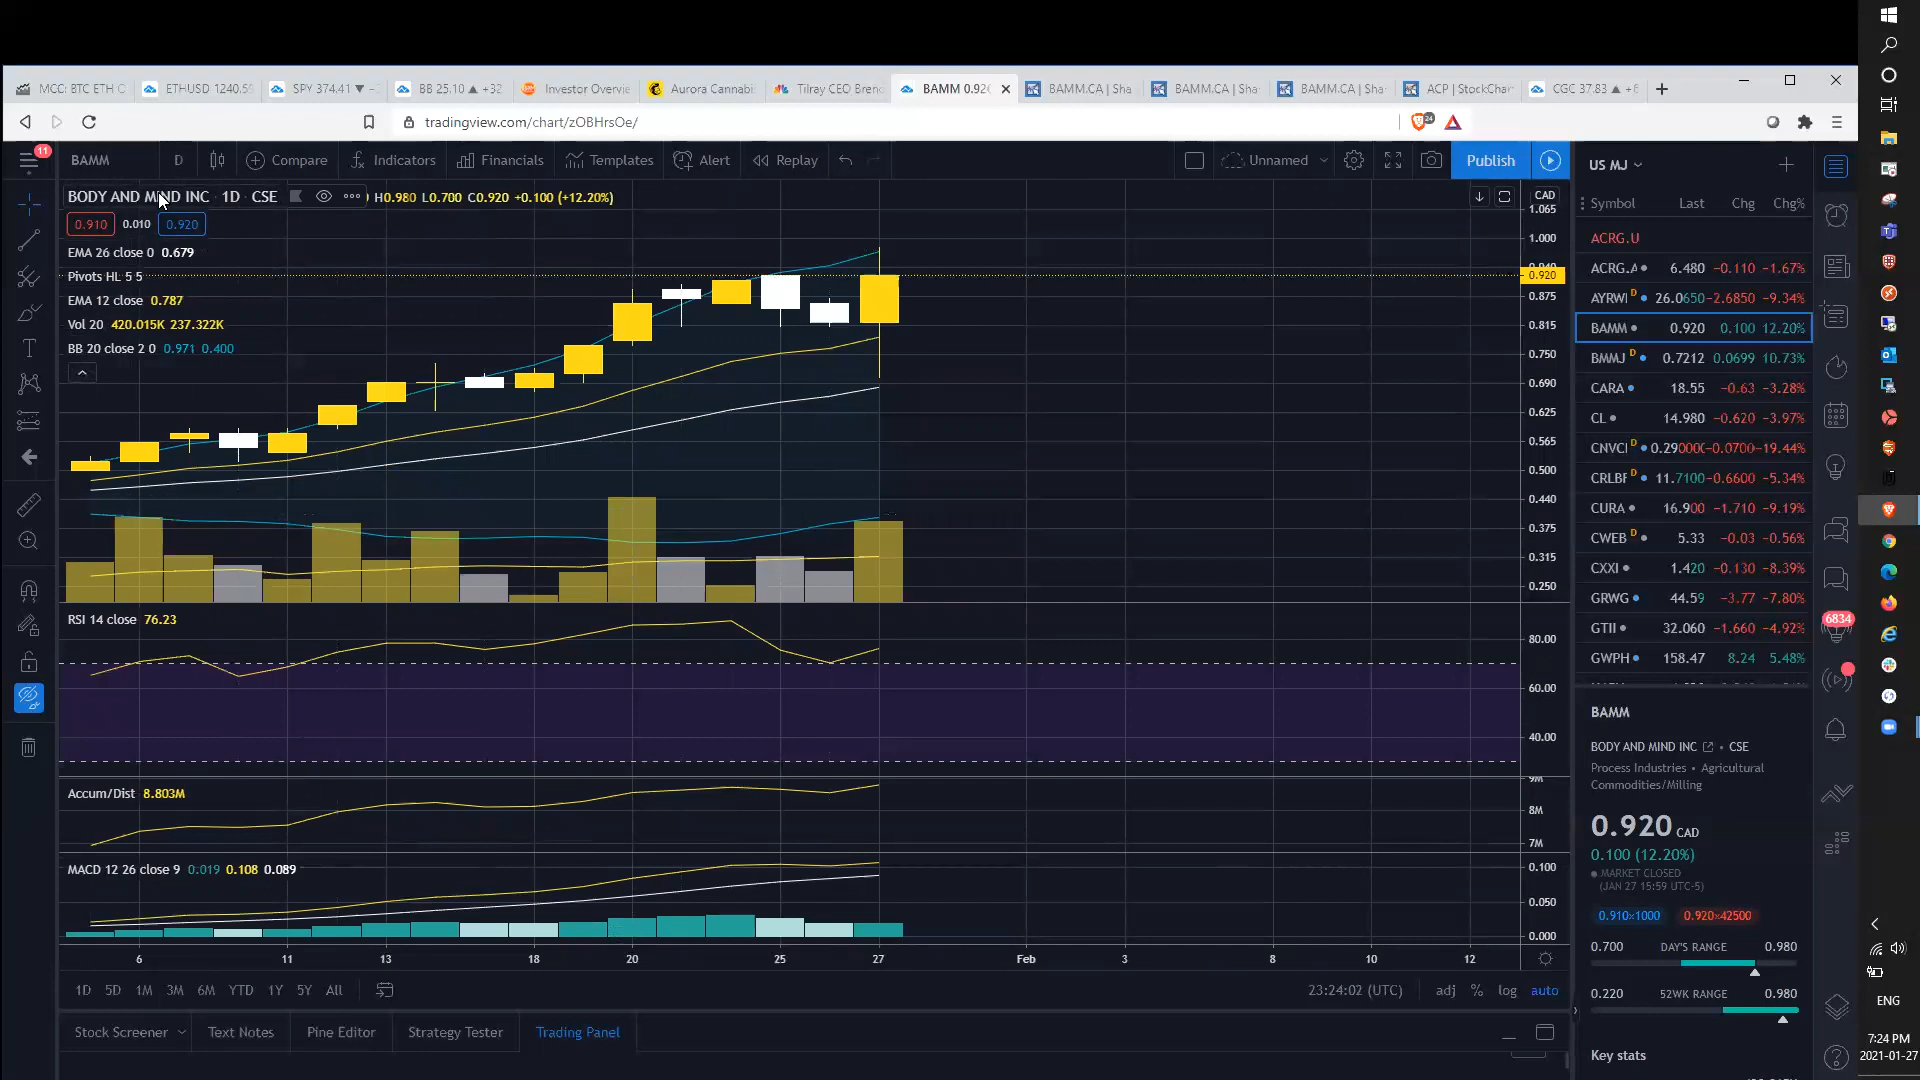 MCC: BTC ETH C
ETHUSD 1240.59
SPY 374.41 ▼ −
BB 25.10 ▲ +32
Investor Overvie
Aurora Cannabi
Tilray CEO Bren
BAMM 0.920
BAMM.CA | Sha
BAMM.CA | Sha
BAMM.CA | Sha
ACP | StockChar
CGC 37.83 ▲ +6
tradingview.com/chart/zOBHrsOe/
24
11
BAMM
D
Compare
Indicators
Financials
Templates
Alert
Replay
Unnamed
Publish
BODY AND MIND INC 1D CSE
H0.980 L0.700 C0.920 +0.100 (+12.20%)
0.910 0.010 0.920
EMA 26 close 0 0.679
Pivots HL 5 5
EMA 12 close 0.787
Vol 20 420.015K 237.322K
BB 20 close 2 0 0.971 0.400
CAD
1.065
1.000
0.940
0.920
0.875
0.815
0.750
0.690
0.625
0.565
0.500
0.440
0.375
0.315
0.250
RSI 14 close 76.23
80.00
60.00
40.00
Accum/Dist 8.803M
9M
8M
7M
MACD 12 26 close 9 0.019 0.108 0.089
0.100
0.050
0.000
6 11 13 18 20 25 27 Feb 3 8 10 12
1D 5D 1M 3M 6M YTD 1Y 5Y All
23:24:02 (UTC) adj % log auto
Stock Screener Text Notes Pine Editor Strategy Tester Trading Panel
US MJ
Symbol Last Chg Chg%
ACRG.U
ACRG.A 6.480 −0.110 −1.67%
AYRWI D 26.0650 −2.6850 −9.34%
BAMM 0.920 0.100 12.20%
BMMJ D 0.7212 0.0699 10.73%
CARA 18.55 −0.63 −3.28%
CL 14.980 −0.620 −3.97%
CNVCI D 0.29000 −0.0700 −19.44%
CRLBF D 11.7100 −0.6600 −5.34%
CURA 16.900 −1.710 −9.19%
CWEB D 5.33 −0.03 −0.56%
CXXI 1.420 −0.130 −8.39%
GRWG 44.59 −3.77 −7.80%
GTII 32.060 −1.660 −4.92%
GWPH 158.47 8.24 5.48%
BAMM
BODY AND MIND INC • CSE
Process Industries • Agricultural
Commodities/Milling
0.920 CAD
0.100 (12.20%)
MARKET CLOSED
(JAN 27 15:59 UTC-5)
0.910×1000 0.920×42500
0.700 DAY'S RANGE 0.980
0.220 52WK RANGE 0.980
Key stats
6834
ENG
7:24 PM
2021-01-27